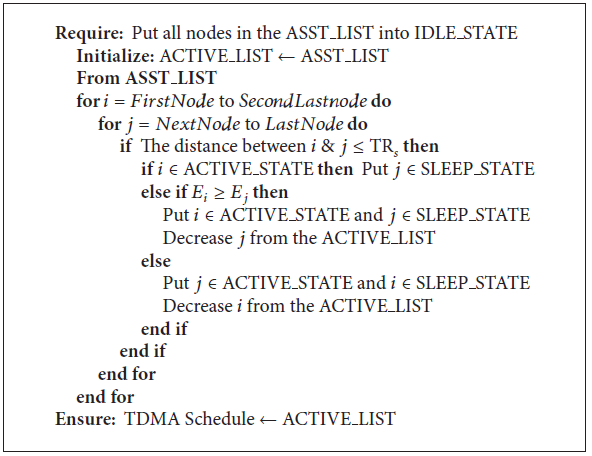 Require: Put all nodes in the ASST_LIST into IDLE_STATE
Initialize: ACTIVE_LIST ← ASST_LIST
From ASST_LIST
for i = FirstNode to SecondLastnode do
for j = NextNode to LastNode do
if The distance between i & j ≤ TRs then
if i ∈ ACTIVE_STATE then Put j ∈ SLEEP_STATE
else if Ei ≥ Ej then
Put i ∈ ACTIVE_STATE and j ∈ SLEEP_STATE
Decrease j from the ACTIVE_LIST
else
Put j ∈ ACTIVE_STATE and i ∈ SLEEP_STATE
Decrease i from the ACTIVE_LIST
end if
end if
end for
end for
Ensure: TDMA Schedule ← ACTIVE_LIST